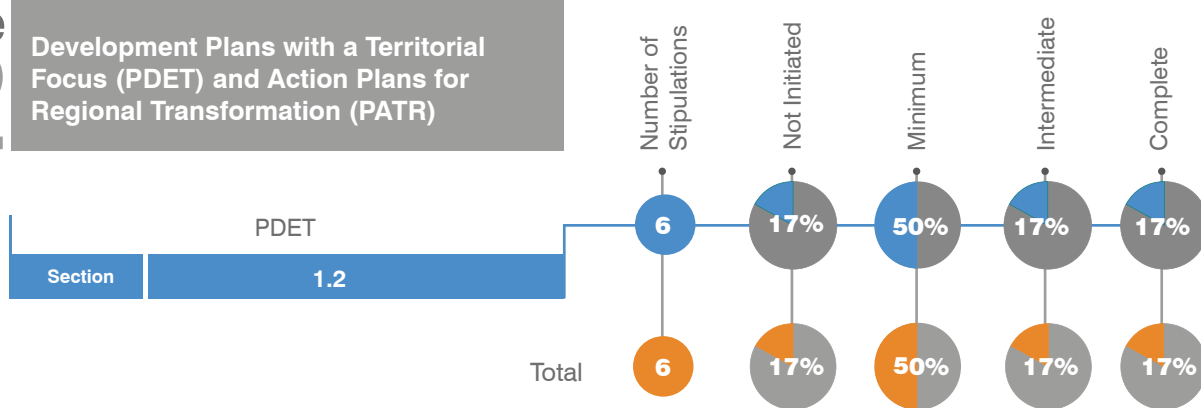 Development Plans with a Territorial
Focus (PDET) and Action Plans for
Regional Transformation (PATR)
Number of
Stipulations
Not Initiated
Minimum
Intermediate
Complete
PDET
6
17%
50%
17%
17%
Section
1.2
Total
6
17%
50%
17%
17%